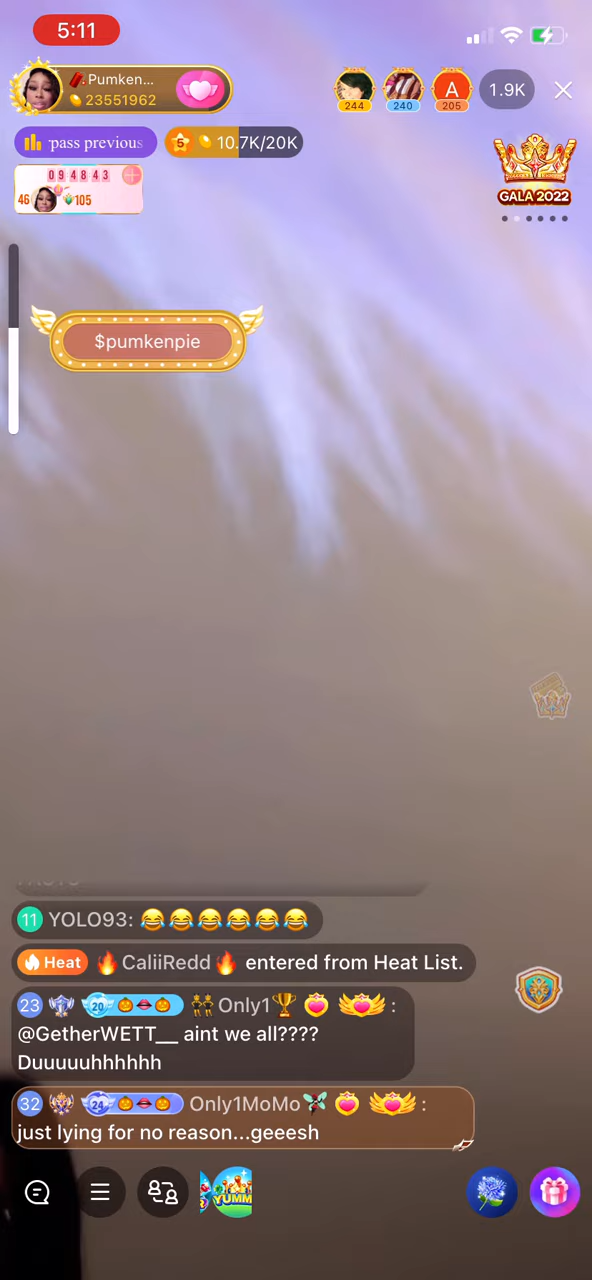 5:11
Pumken...
23551962
244
240
A
205
1.9K
pass previous
5
10.7K/20K
GALA 2022
094843
46
105
$pumkenpie
11 YOLO93: 😂😂😂😂😂😂
Heat 🔥CaliiRedd🔥 entered from Heat List.
23 20 🎃👄🎃 Only1🏆 :
@GetherWETT__ aint we all????
Duuuuuhhhhhh
32 24 🎃👄🎃 Only1MoMo :
just lying for no reason...geeesh
YUMM